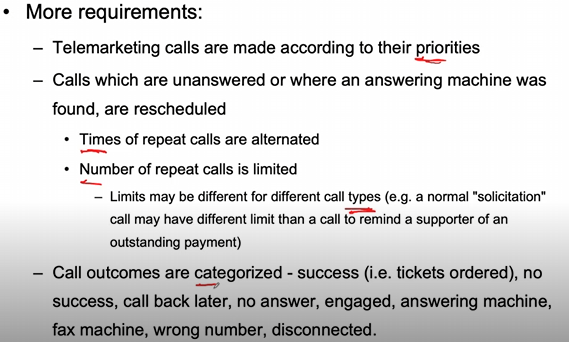 • More requirements:
– Telemarketing calls are made according to their priorities
– Calls which are unanswered or where an answering machine was
found, are rescheduled
• Times of repeat calls are alternated
• Number of repeat calls is limited
– Limits may be different for different call types (e.g. a normal "solicitation"
call may have different limit than a call to remind a supporter of an
outstanding payment)
– Call outcomes are categorized - success (i.e. tickets ordered), no
success, call back later, no answer, engaged, answering machine,
fax machine, wrong number, disconnected.